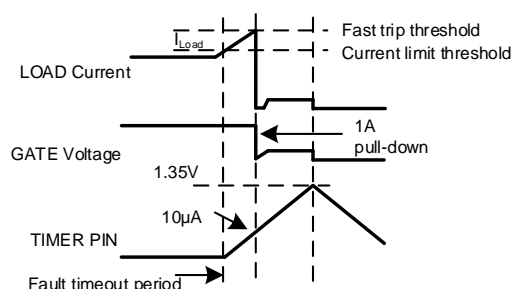 Fast trip threshold
I_Load
Current limit threshold
LOAD Current
1A
pull-down
GATE Voltage
1.35V
10µA
TIMER PIN
Fault timeout period